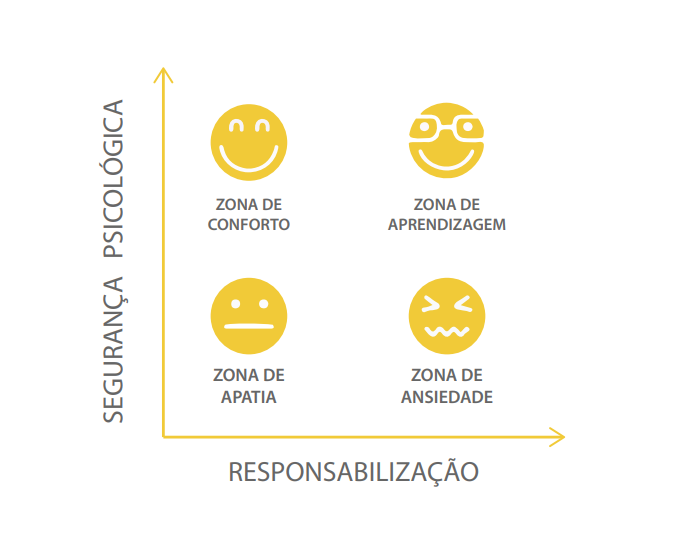 SEGURANÇA PSICOLÓGICA
ZONA DE
CONFORTO
ZONA DE
APRENDIZAGEM
ZONA DE
APATIA
ZONA DE
ANSIEDADE
RESPONSABILIZAÇÃO